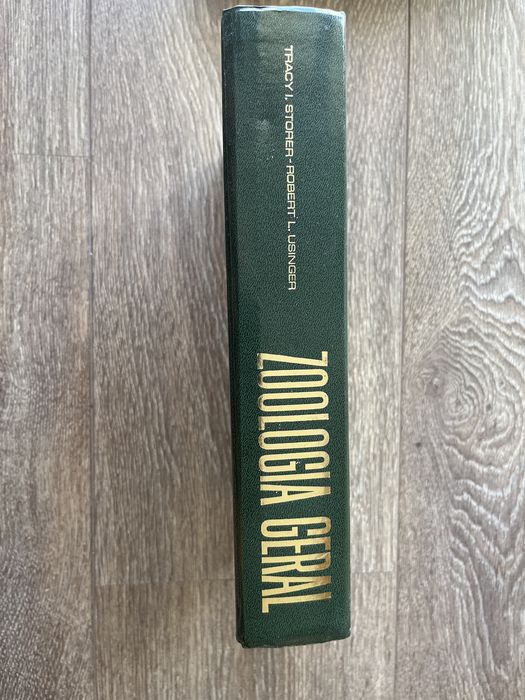 TRACY I. STORER - ROBERT L. USINGER
ZOOLOGIA GERAL